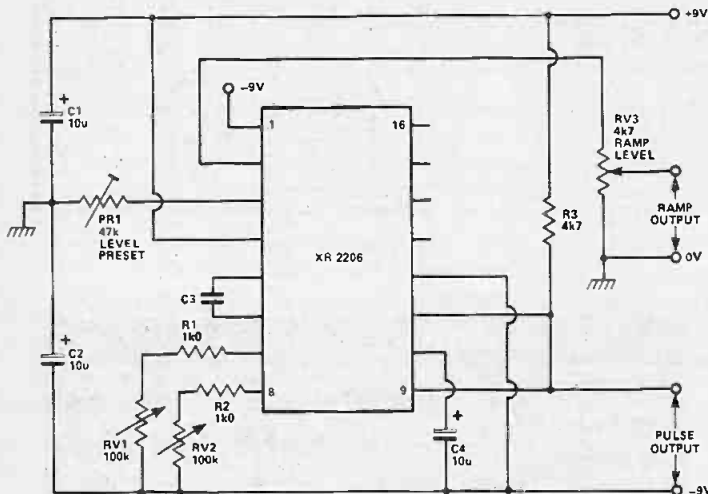 +9V
-9V
C1
10u
1
16
RV3
4k7
RAMP
LEVEL
PR1
47k
LEVEL
PRESET
R3
4k7
RAMP
OUTPUT
XR 2206
0V
C3
R1
1k0
C2
10u
R2
1k0
8
9
RV1
100k
RV2
100k
C4
10u
PULSE
OUTPUT
-9V